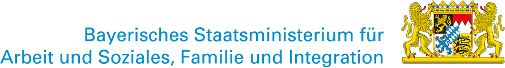 Bayerisches Staatsministerium für
Arbeit und Soziales, Familie und Integration